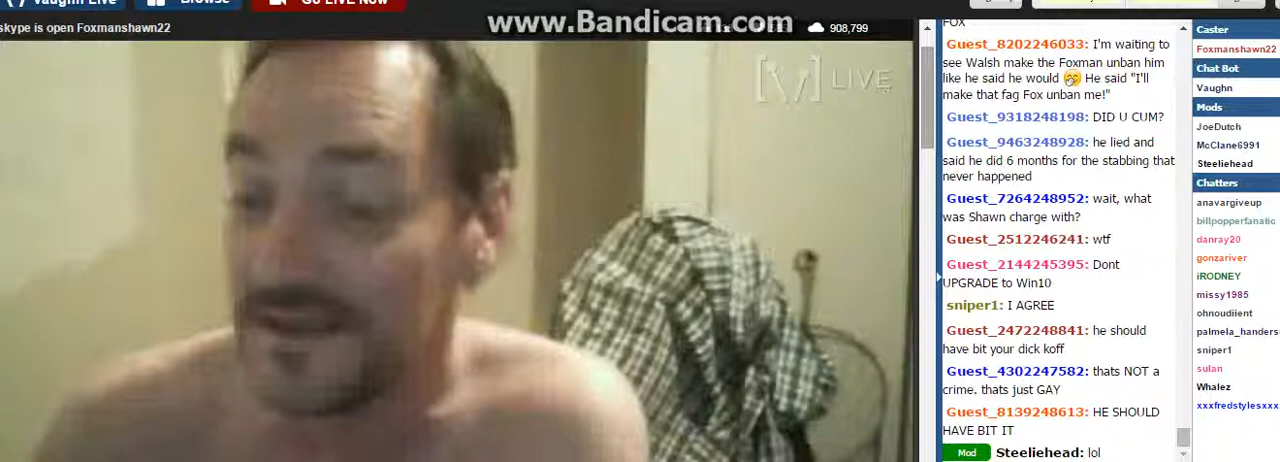 Vaughn Live
Browse
Go LIVE Now
www.Bandicam.com
skype is open Foxmanshawn22
908,799
[V] LIVE
FOX
Guest_8202246033: I'm waiting to
see Walsh make the Foxman unban him
like he said he would He said "I'll
make that fag Fox unban me!"
Guest_9318248198: DID U CUM?
Guest_9463248928: he lied and
said he did 6 months for the stabbing that
never happened
Guest_7264248952: wait, what
was Shawn charge with?
Guest_2512246241: wtf
Guest_2144245395: Dont
UPGRADE to Win10
sniper1: I AGREE
Guest_2472248841: he should
have bit your dick koff
Guest_4302247582: thats NOT a
crime. thats just GAY
Guest_8139248613: HE SHOULD
HAVE BIT IT
Mod Steeliehead: lol
Caster
Foxmanshawn22
Chat Bot
Vaughn
Mods
JoeDutch
McClane6991
Steeliehead
Chatters
anavargiveup
billpopperfanatic
danray20
gonzariver
iRODNEY
missy1985
ohnoudiient
palmela_handers
sniper1
sulan
Whalez
xxxfredstylesxxx